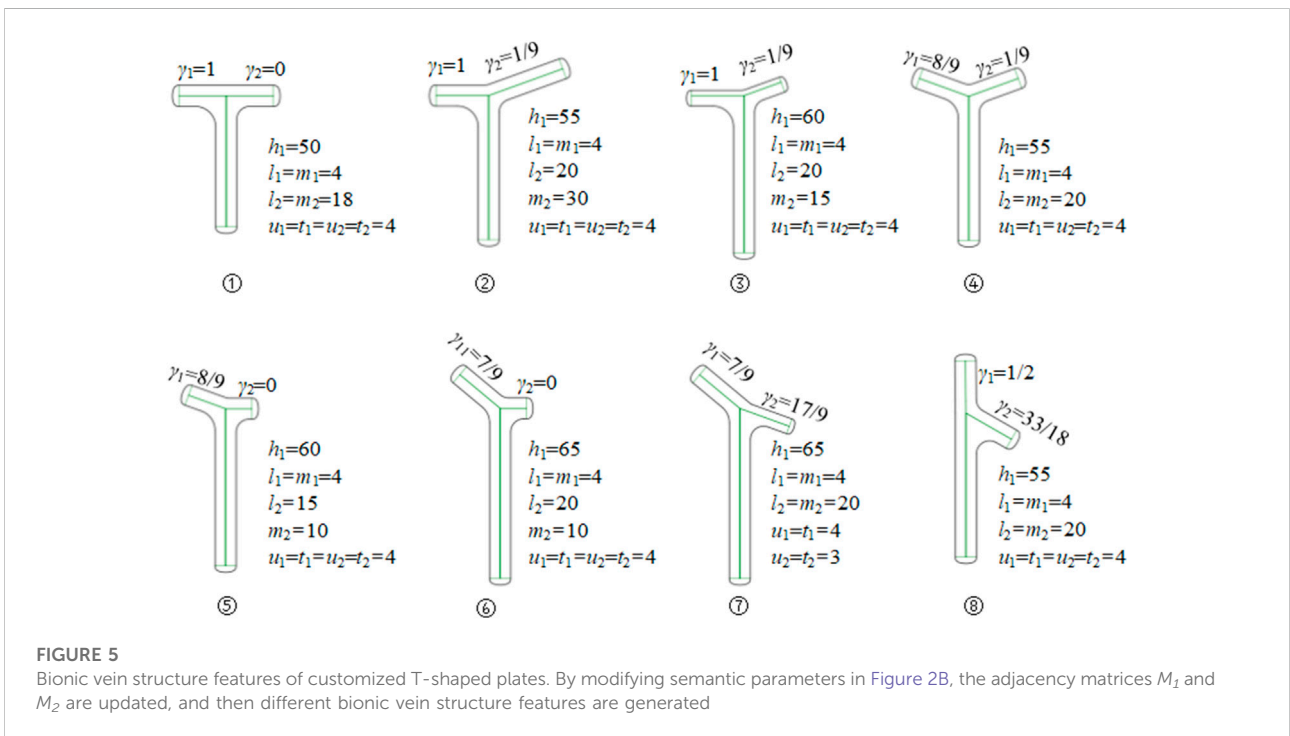 γ₁=1 γ₂=0
h₁=50
l₁=m₁=4
l₂=m₂=18
u₁=t₁=u₂=t₂=4
①
γ₁=1 γ₂=1/9
h₁=55
l₁=m₁=4
l₂=20
m₂=30
u₁=t₁=u₂=t₂=4
②
γ₁=1 γ₂=1/9
h₁=60
l₁=m₁=4
l₂=20
m₂=15
u₁=t₁=u₂=t₂=4
③
γ₁=8/9 γ₂=1/9
h₁=55
l₁=m₁=4
l₂=m₂=20
u₁=t₁=u₂=t₂=4
④
γ₁=8/9 γ₂=0
h₁=60
l₁=m₁=4
l₂=15
m₂=10
u₁=t₁=u₂=t₂=4
⑤
γ₁₁=7/9 γ₂=0
h₁=65
l₁=m₁=4
l₂=20
m₂=10
u₁=t₁=u₂=t₂=4
⑥
γ₁=7/9 γ₂=17/9
h₁=65
l₁=m₁=4
l₂=m₂=20
u₁=t₁=4
u₂=t₂=3
⑦
γ₁=1/2
γ₂=33/18
h₁=55
l₁=m₁=4
l₂=m₂=20
u₁=t₁=u₂=t₂=4
⑧
FIGURE 5
Bionic vein structure features of customized T-shaped plates. By modifying semantic parameters in Figure 2B, the adjacency matrices M₁ and
M₂ are updated, and then different bionic vein structure features are generated